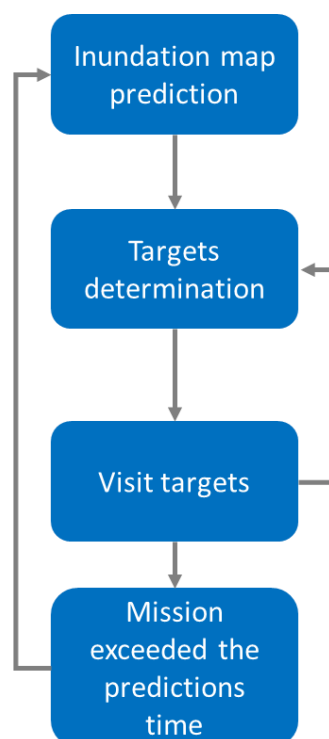 Inundation map
prediction
Targets
determination
Visit targets
Mission
exceeded the
predictions
time